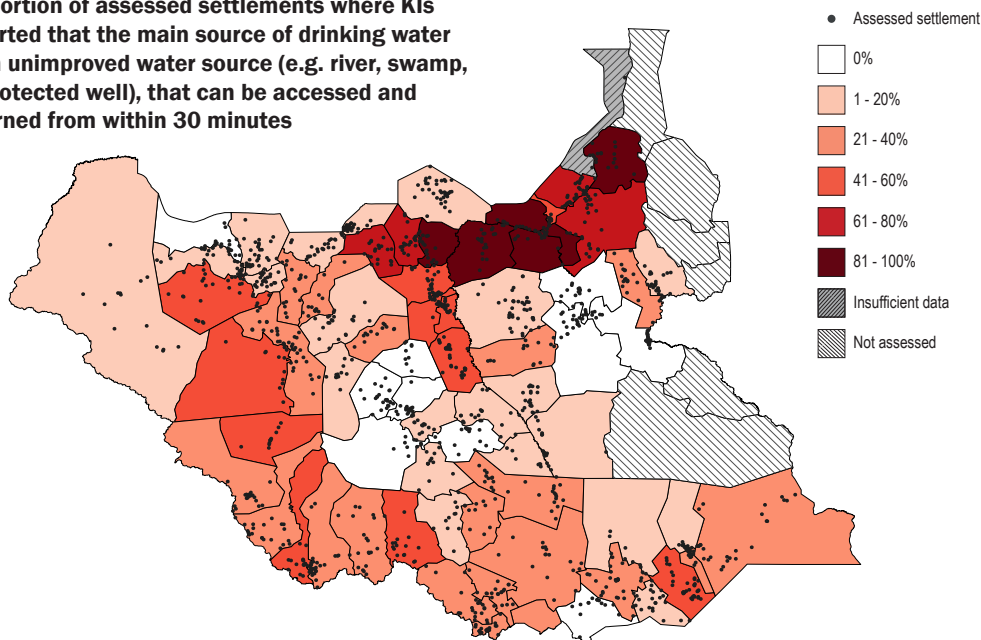 ortion of assessed settlements where KIs
rted that the main source of drinking water
unimproved water source (e.g. river, swamp,
otected well), that can be accessed and
rned from within 30 minutes
Assessed settlement
0%
1 - 20%
21 - 40%
41 - 60%
61 - 80%
81 - 100%
Insufficient data
Not assessed